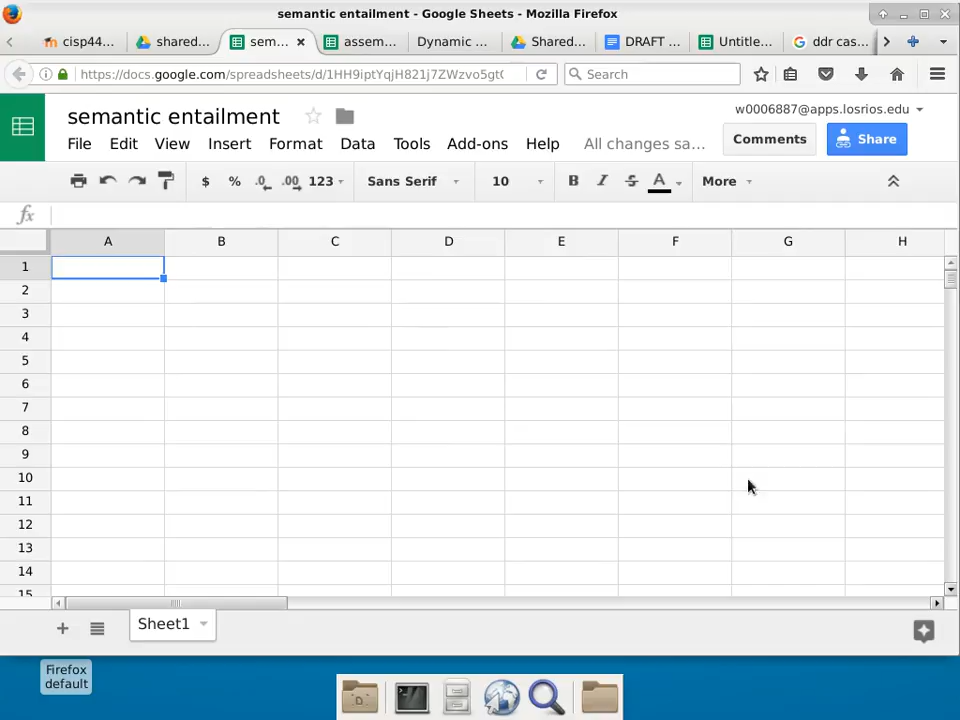 semantic entailment - Google Sheets - Mozilla Firefox
cisp44... shared... sem... assem... Dynamic ... Shared... DRAFT ... Untitle... ddr cas...
https://docs.google.com/spreadsheets/d/1HH9iptYqjH821j7ZWzvo5gt( Search
semantic entailment w0006887@apps.losrios.edu
File Edit View Insert Format Data Tools Add-ons Help All changes sa... Comments Share
$ % .0 .00 123 Sans Serif 10 B I S A More
fx
A B C D E F G H
1
2
3
4
5
6
7
8
9
10
11
12
13
14
15
+ Sheet1
Firefox
default